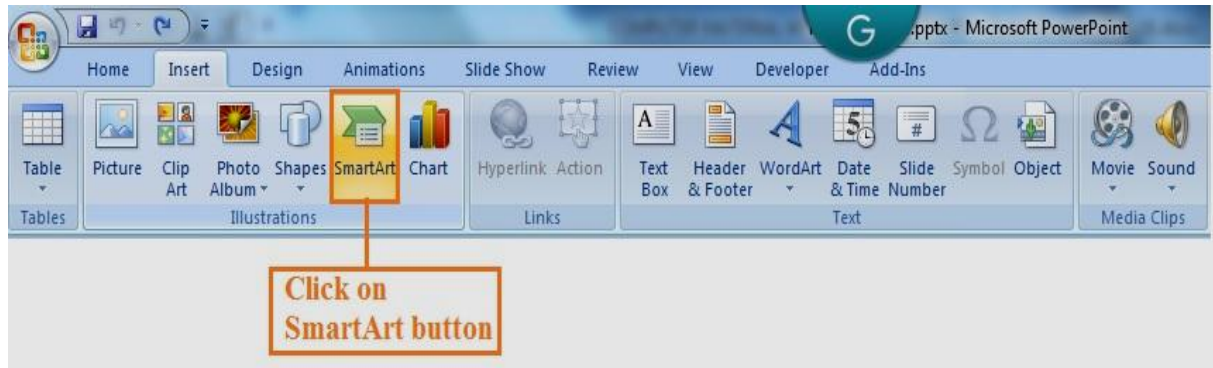 G
.pptx - Microsoft PowerPoint
Home Insert Design Animations Slide Show Review View Developer Add-Ins
Table Picture Clip Art Photo Album Shapes SmartArt Chart Hyperlink Action Text Box Header & Footer WordArt Date & Time Slide Number Symbol Object Movie Sound
Tables Illustrations Links Text Media Clips
Click on
SmartArt button